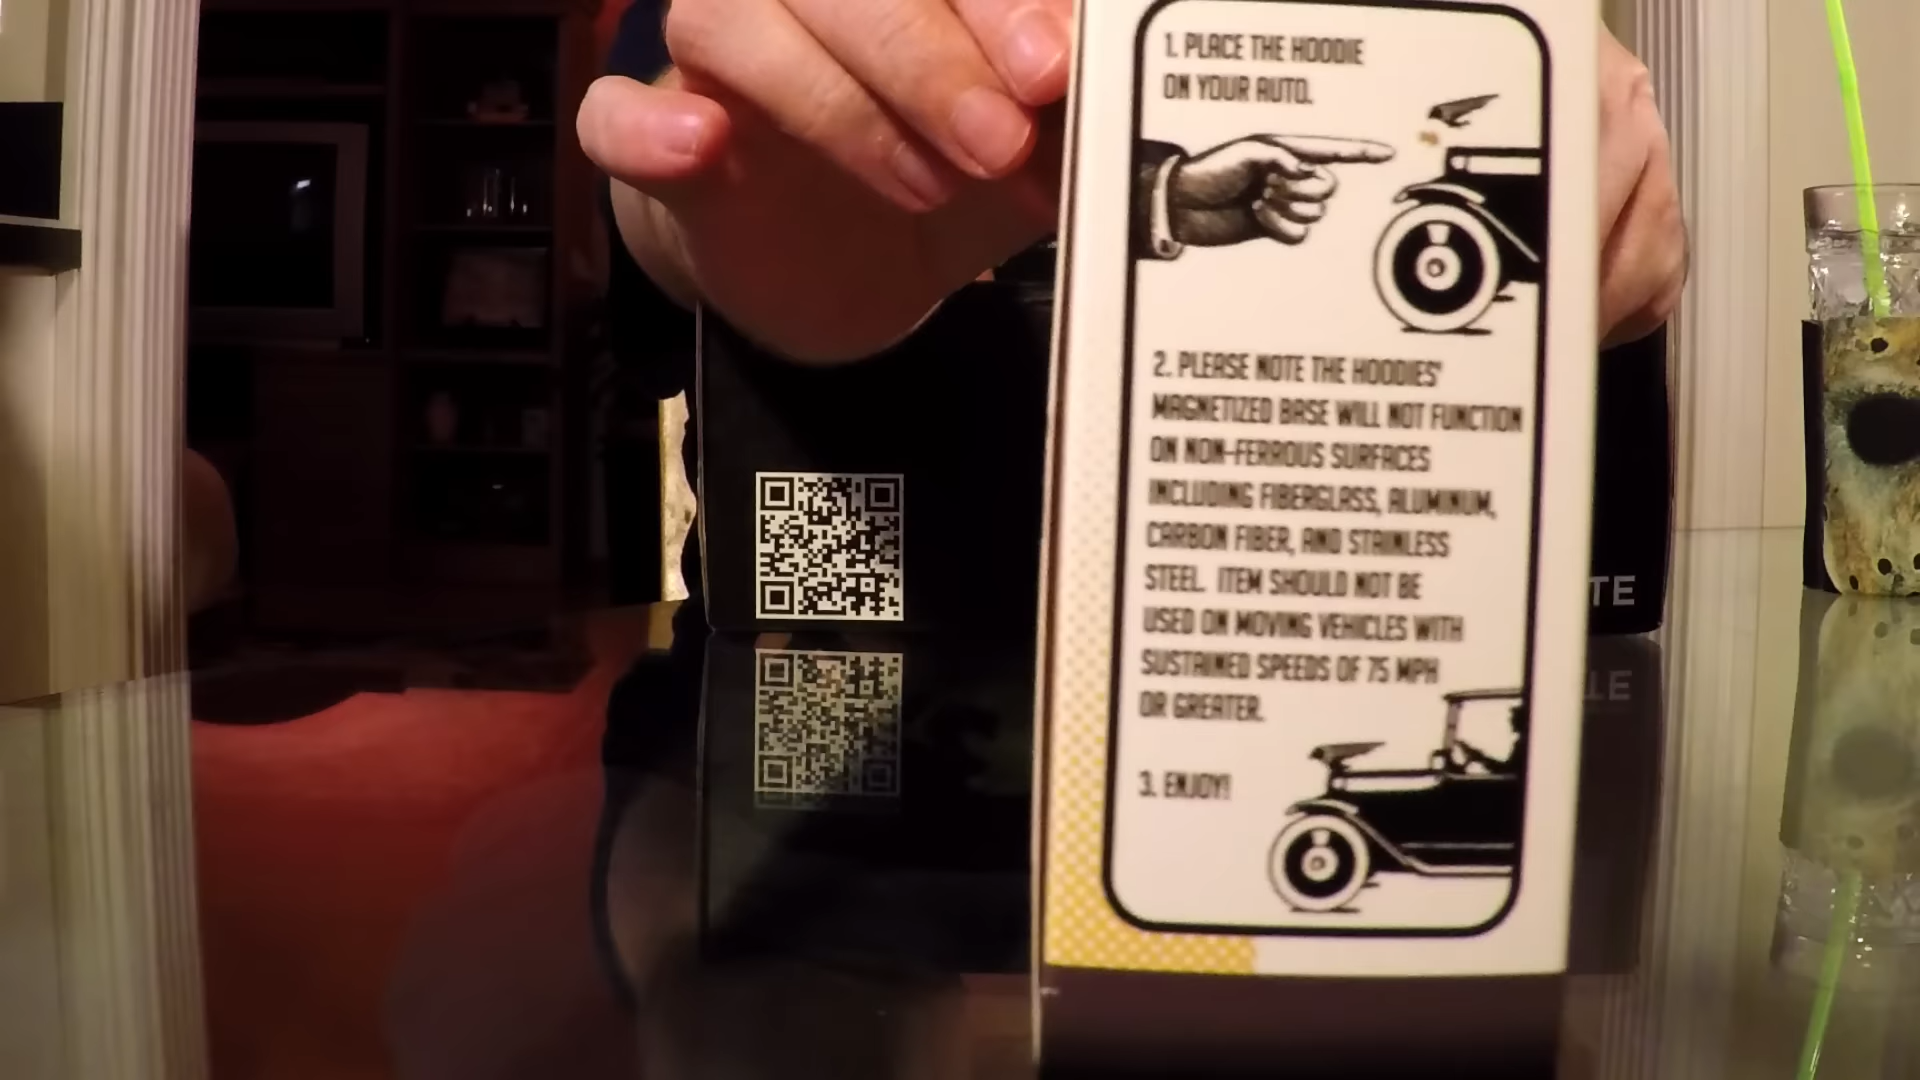 1. PLACE THE HOODIE
ON YOUR AUTO.
2. PLEASE NOTE THE HOODIES'
MAGNETIZED BASE WILL NOT FUNCTION
ON NON-FERROUS SURFACES
INCLUDING FIBERGLASS, ALUMINUM,
CARBON FIBER, AND STAINLESS
STEEL. ITEM SHOULD NOT BE
USED ON MOVING VEHICLES WITH
SUSTAINED SPEEDS OF 75 MPH
OR GREATER.
3. ENJOY!
TE